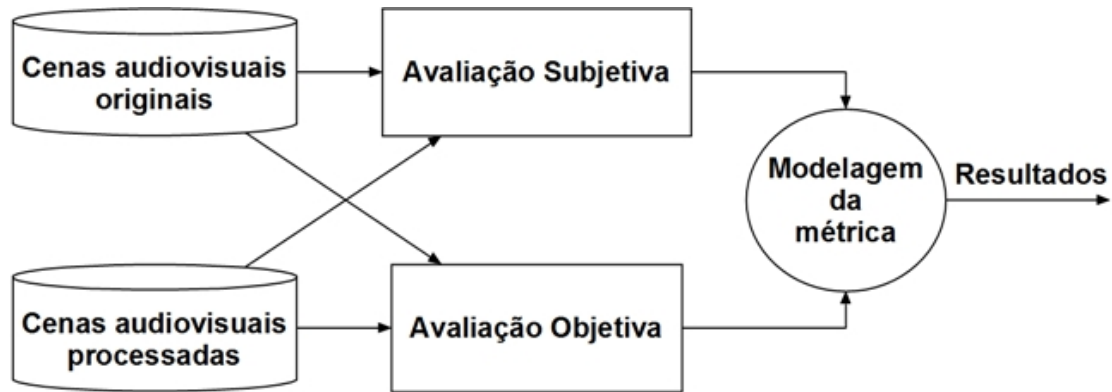 Cenas audiovisuais
originais
Avaliação Subjetiva
Modelagem
da
métrica
Resultados
Cenas audiovisuais
processadas
Avaliação Objetiva